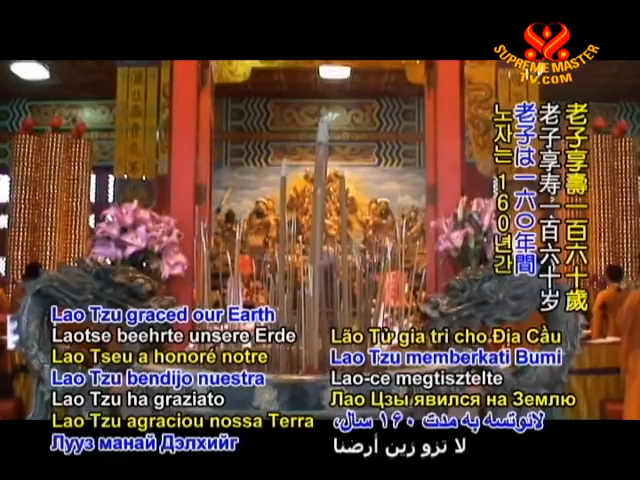 SUPREME MASTER
TV.COM
老子享壽一百六十歲
老子享寿一百六十岁
老子は一六〇年間
노자는 160년간
Lao Tzu graced our Earth
Laotse beehrte unsere Erde
Lao Tseu a honoré notre
Lao Tzu bendijo nuestra
Lao Tzu ha graziato
Lao Tzu agraciou nossa Terra
Лууз манай Дэлхийг
Lão Tử gia trì cho Địa Cầu
Lao Tzu memberkati Bumi
Lao-ce megtisztelte
Лао Цзы явился на Землю
لائوتسه به مدت ۱۶۰ سال،
لا تزو زين أرضنا